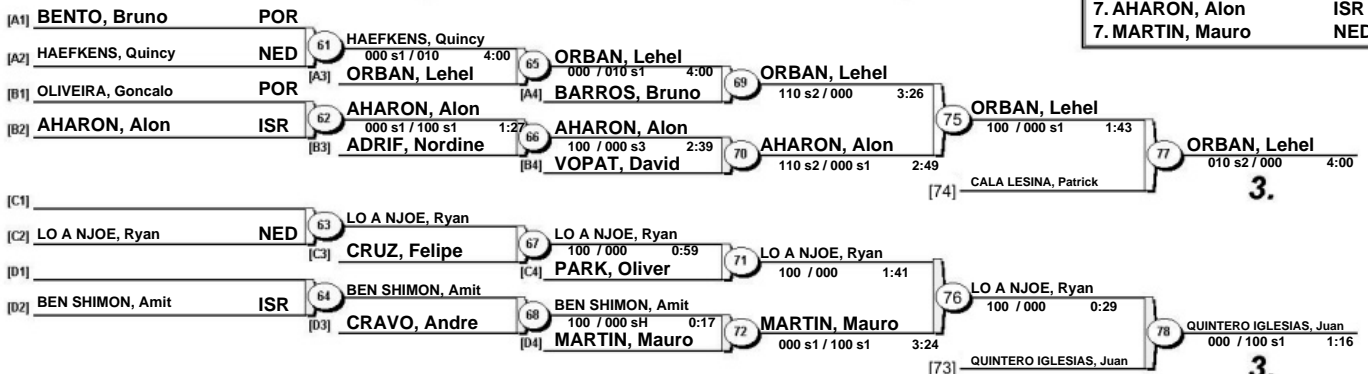 7. AHARON, Alon ISR
7. MARTIN, Mauro NED
[A1] BENTO, Bruno POR
[A2] HAEFKENS, Quincy NED
61
HAEFKENS, Quincy
000 s1 / 010 4:00
[A3] ORBAN, Lehel
65
ORBAN, Lehel
000 / 010 s1 4:00
[A4] BARROS, Bruno
69
ORBAN, Lehel
110 s2 / 000 3:26
[B1] OLIVEIRA, Goncalo POR
[B2] AHARON, Alon ISR
62
AHARON, Alon
000 s1 / 100 s1 1:27
[B3] ADRIF, Nordine
66
AHARON, Alon
100 / 000 s3 2:39
[B4] VOPAT, David
70
AHARON, Alon
110 s2 / 000 s1 2:49
75
ORBAN, Lehel
100 / 000 s1 1:43
[74] CALA LESINA, Patrick
77
ORBAN, Lehel
010 s2 / 000 4:00
3.
[C1]
[C2] LO A NJOE, Ryan NED
63
LO A NJOE, Ryan
[C3] CRUZ, Felipe
67
LO A NJOE, Ryan
100 / 000 0:59
[C4] PARK, Oliver
71
LO A NJOE, Ryan
100 / 000 1:41
[D1]
[D2] BEN SHIMON, Amit ISR
64
BEN SHIMON, Amit
[D3] CRAVO, Andre
68
BEN SHIMON, Amit
100 / 000 sH 0:17
[D4] MARTIN, Mauro
72
MARTIN, Mauro
000 s1 / 100 s1 3:24
76
LO A NJOE, Ryan
100 / 000 0:29
[73] QUINTERO IGLESIAS, Juan
78
QUINTERO IGLESIAS, Juan
000 / 100 s1 1:16
3.